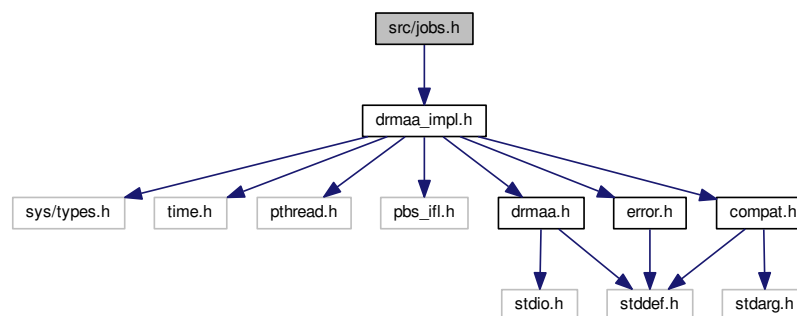 src/jobs.h
drmaa_impl.h
sys/types.h
time.h
pthread.h
pbs_ifl.h
drmaa.h
error.h
compat.h
stdio.h
stddef.h
stdarg.h